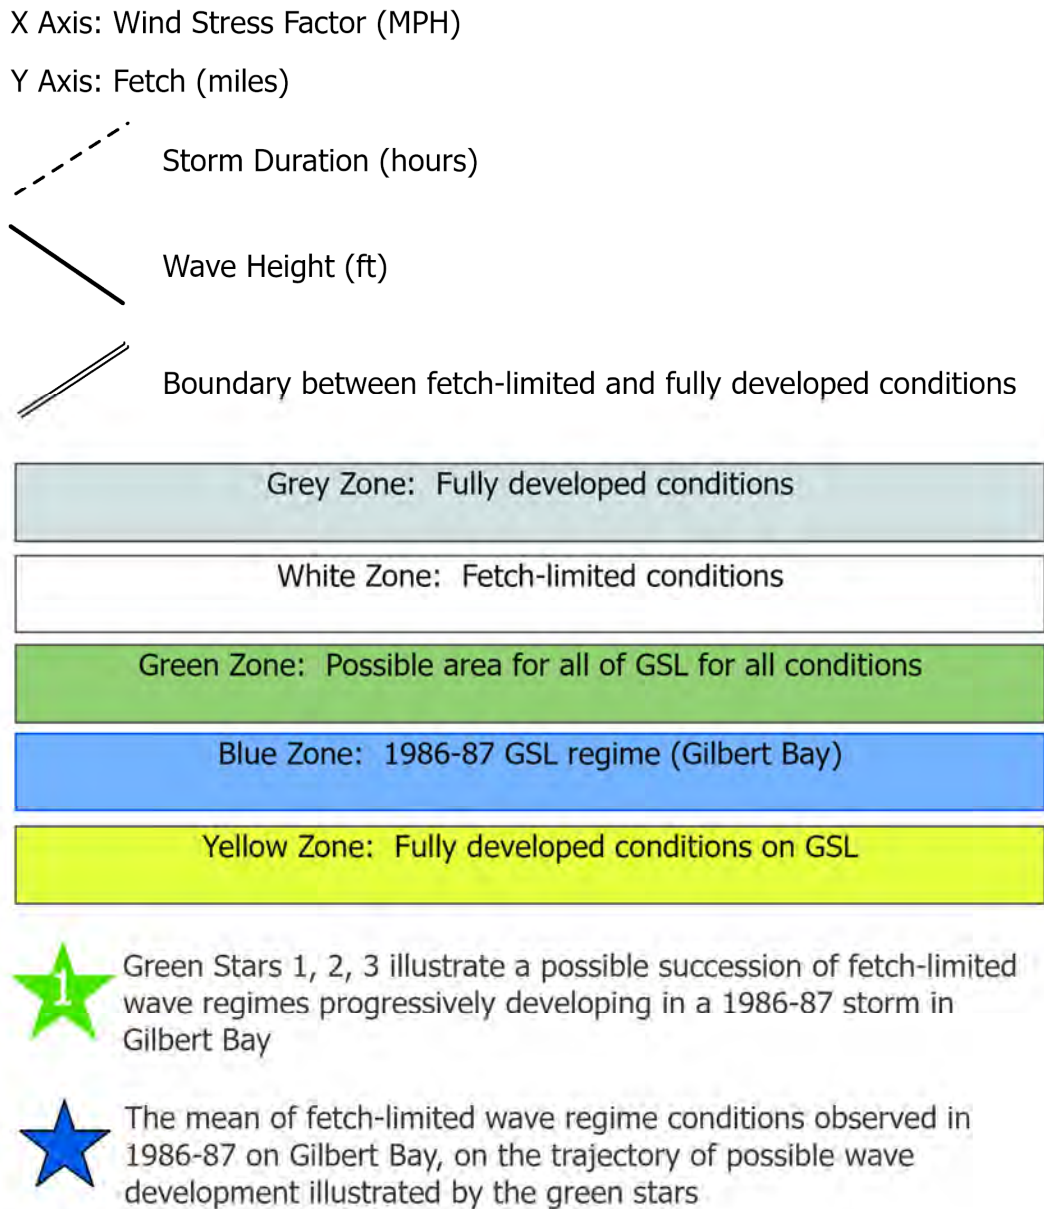 X Axis: Wind Stress Factor (MPH)
Y Axis: Fetch (miles)
Storm Duration (hours)
Wave Height (ft)
Boundary between fetch-limited and fully developed conditions
Grey Zone: Fully developed conditions
White Zone: Fetch-limited conditions
Green Zone: Possible area for all of GSL for all conditions
Blue Zone: 1986-87 GSL regime (Gilbert Bay)
Yellow Zone: Fully developed conditions on GSL
1
Green Stars 1, 2, 3 illustrate a possible succession of fetch-limited
wave regimes progressively developing in a 1986-87 storm in
Gilbert Bay
The mean of fetch-limited wave regime conditions observed in
1986-87 on Gilbert Bay, on the trajectory of possible wave
development illustrated by the green stars